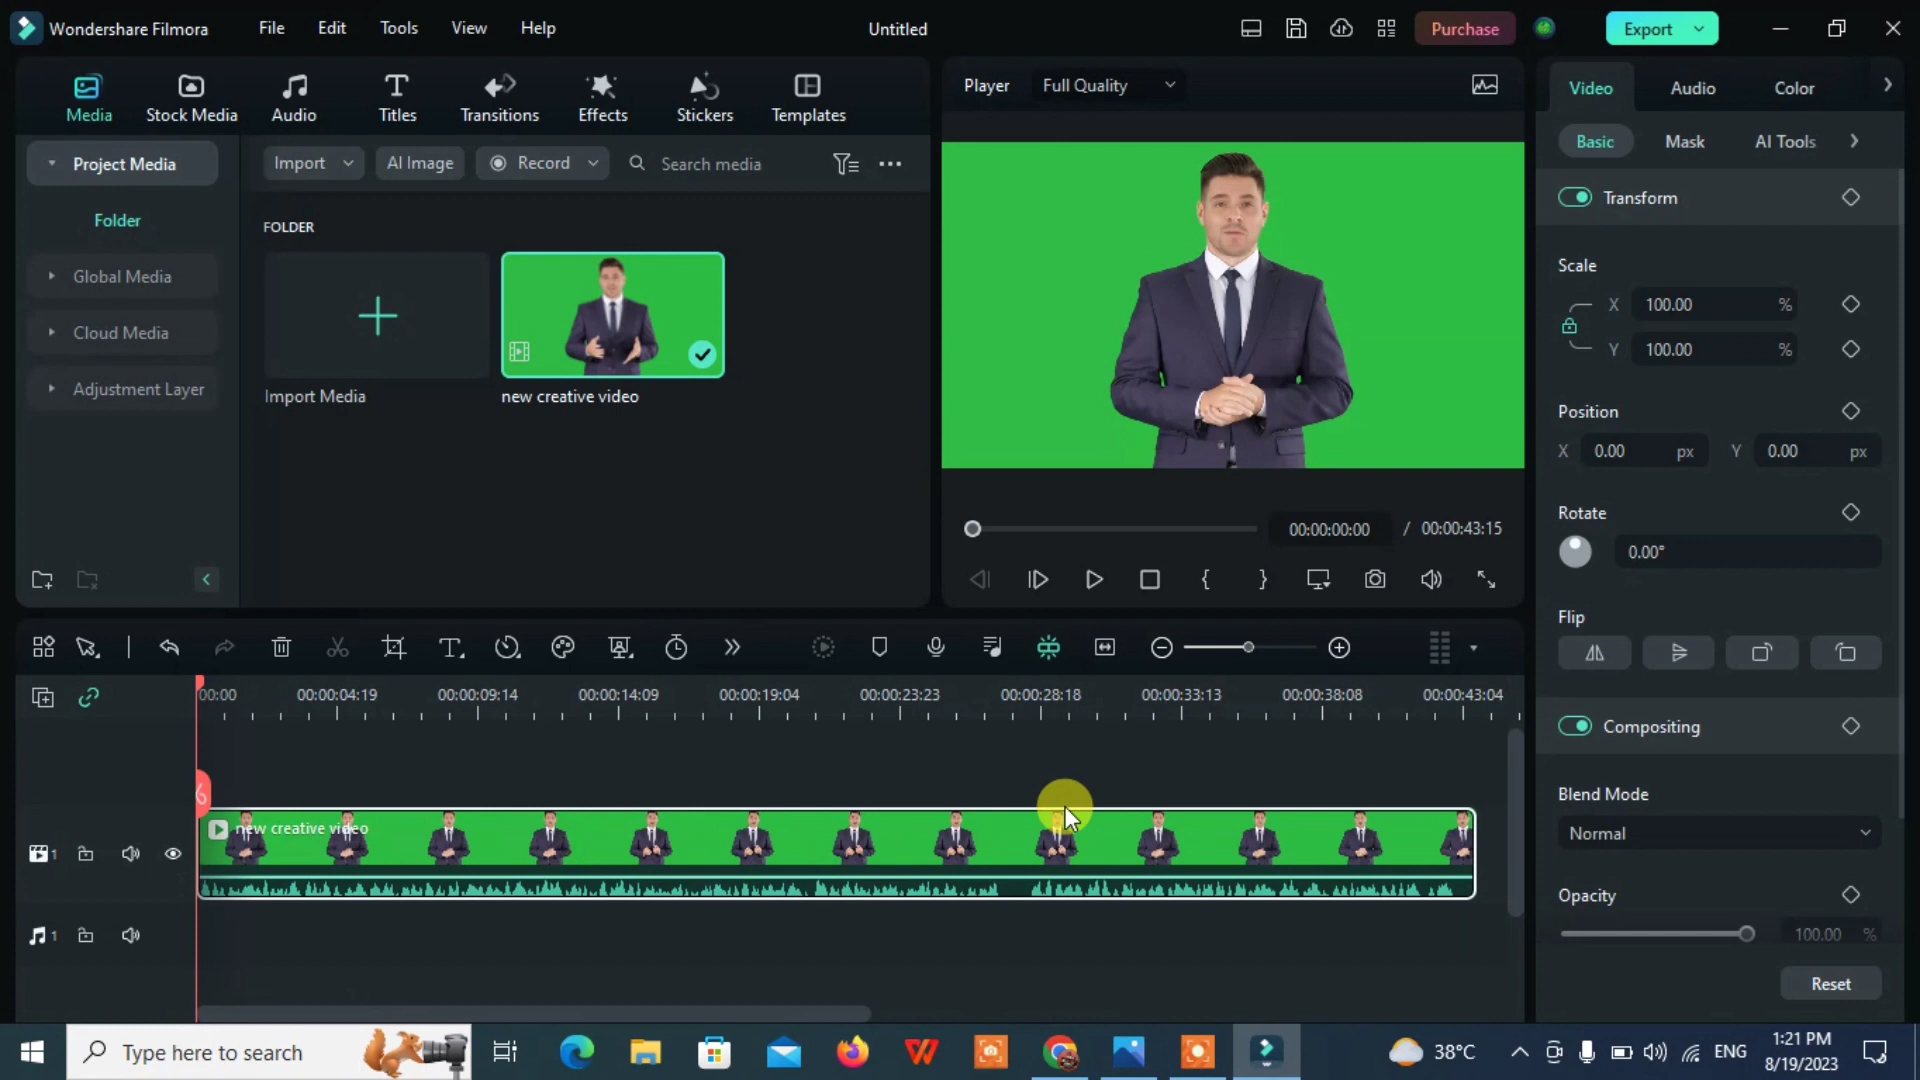 Wondershare Filmora File Edit Tools View Help Untitled Purchase Export
Media Stock Media Audio Titles Transitions Effects Stickers Templates
Player Full Quality
Video Audio Color
Basic Mask AI Tools
Project Media
Folder
Global Media
Cloud Media
Adjustment Layer
Import AI Image Record Search media
FOLDER
Import Media new creative video
00:00:00:00 / 00:00:43:15
Transform
Scale
X 100.00 %
Y 100.00 %
Position
X 0.00 px Y 0.00 px
Rotate
0.00°
Flip
Compositing
Blend Mode
Normal
Opacity
100.00 %
Reset
00:00 00:00:04:19 00:00:09:14 00:00:14:09 00:00:19:04 00:00:23:23 00:00:28:18 00:00:33:13 00:00:38:08 00:00:43:04
new creative video
1
1
Type here to search
38°C ENG
1:21 PM
8/19/2023